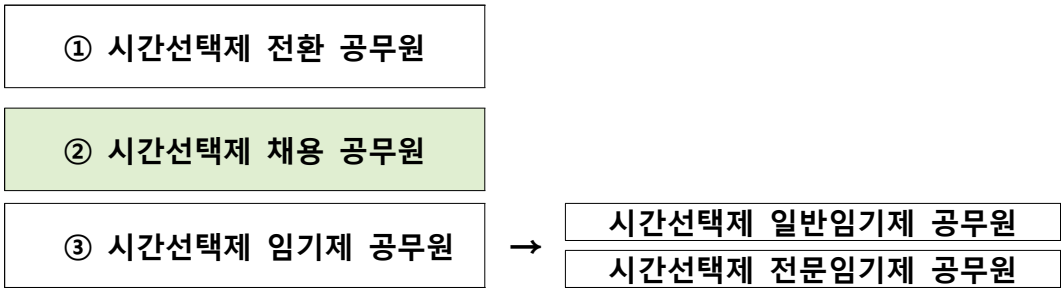 ① 시간선택제 전환 공무원
② 시간선택제 채용 공무원
③ 시간선택제 임기제 공무원 → 시간선택제 일반임기제 공무원
시간선택제 전문임기제 공무원